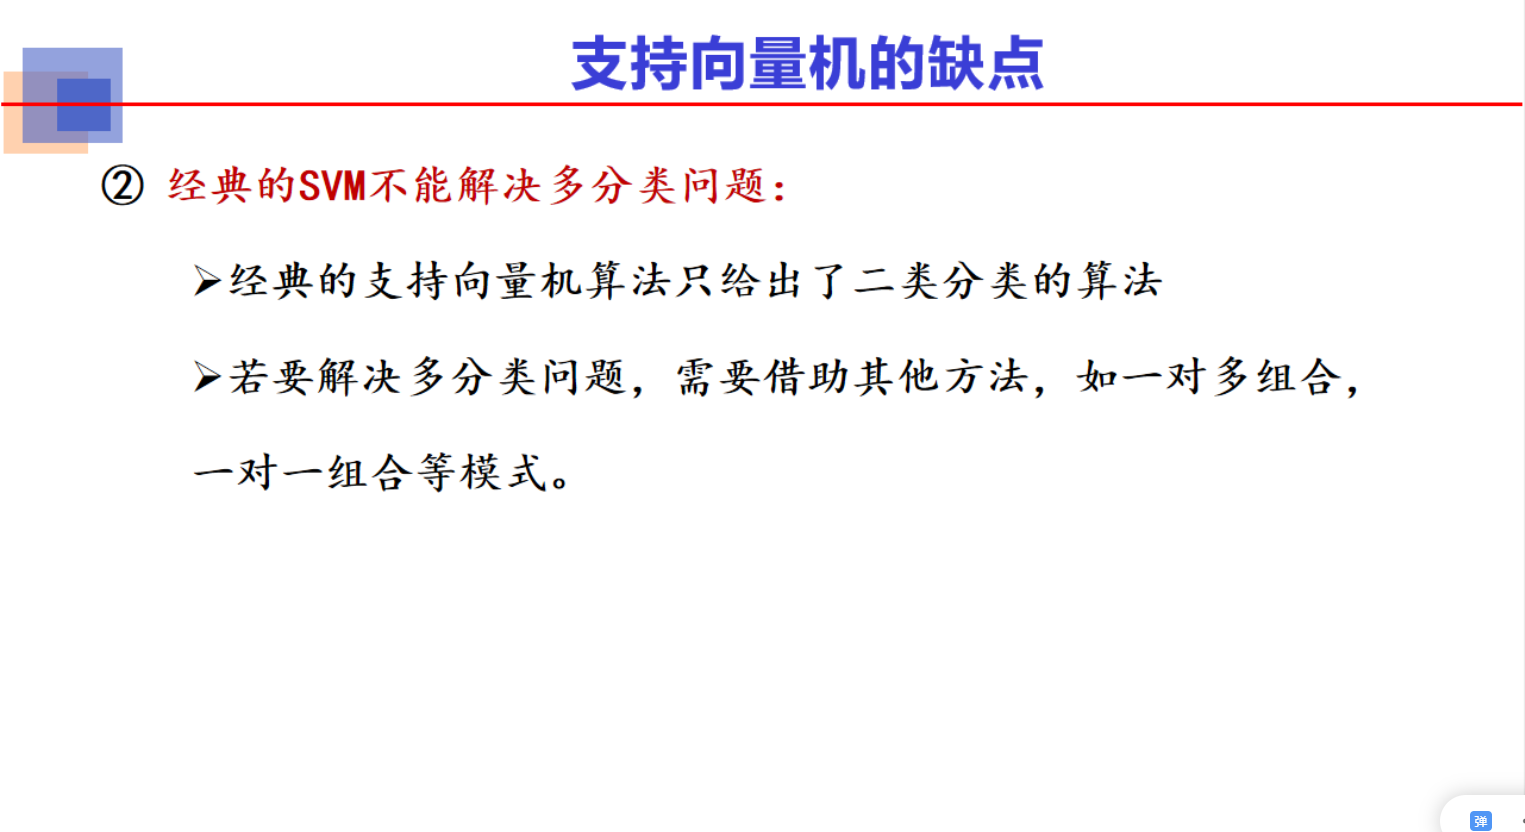 支持向量机的缺点
② 经典的SVM不能解决多分类问题：
➢经典的支持向量机算法只给出了二类分类的算法
➢若要解决多分类问题，需要借助其他方法，如一对多组合，
一对一组合等模式。
弹